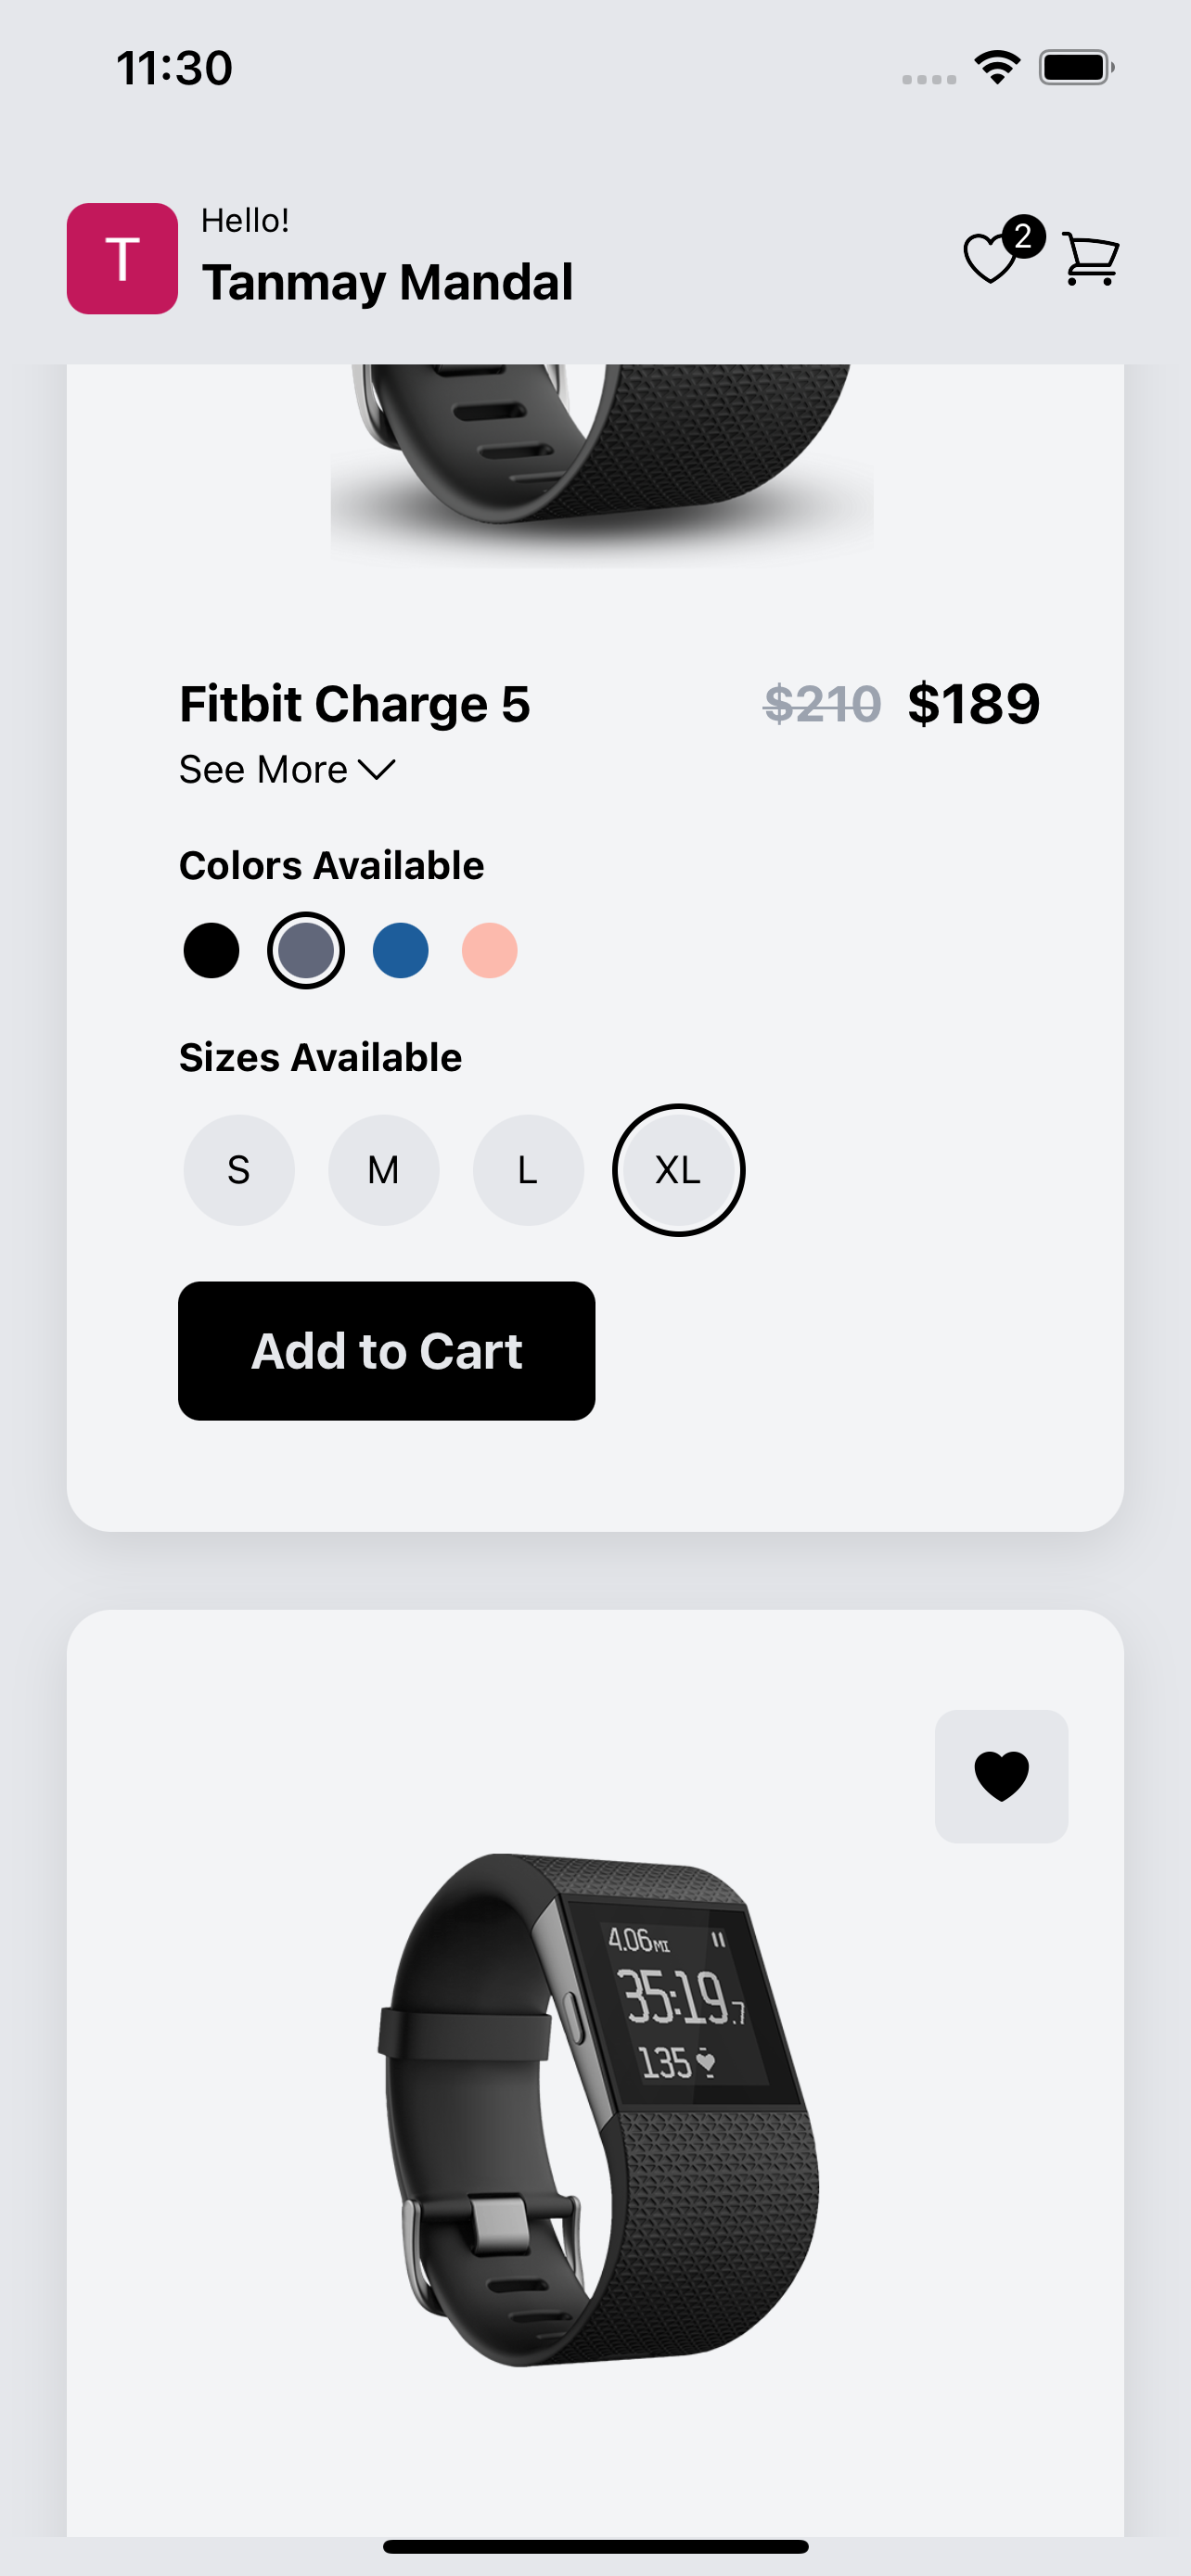 11:30
T
Hello!
Tanmay Mandal
2
Fitbit Charge 5 $210 $189
See More
Colors Available
Sizes Available
S M L XL
Add to Cart
4.06 MI
35:19.7
135